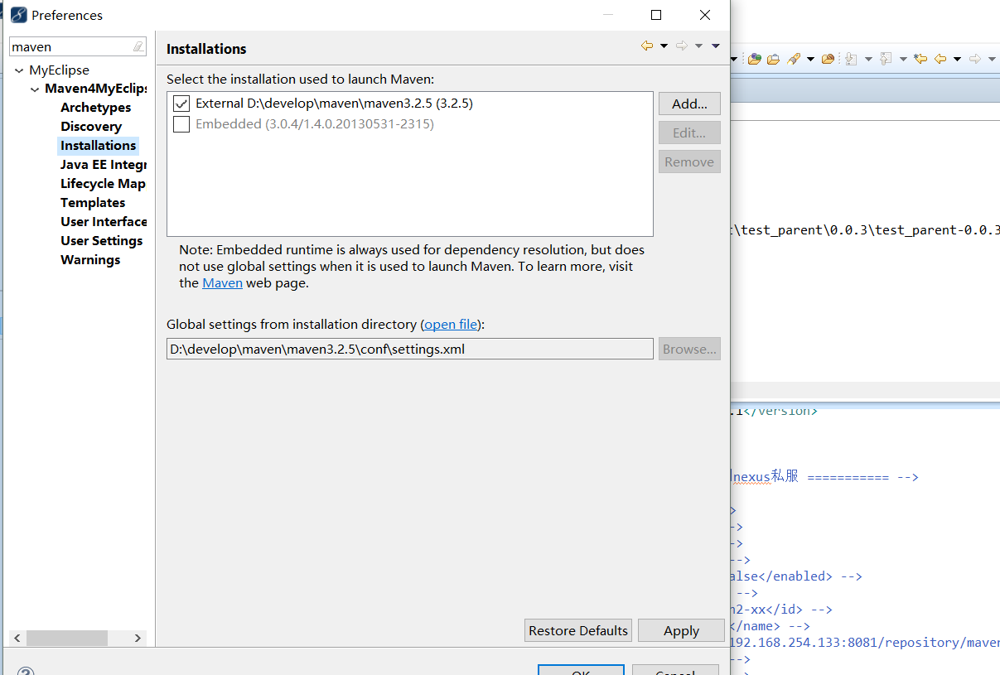 Preferences
maven
MyEclipse
Maven4MyEclips
Archetypes
Discovery
Installations
Java EE Integr
Lifecycle Map
Templates
User Interface
User Settings
Warnings
Installations
Select the installation used to launch Maven:
External D:\develop\maven\maven3.2.5 (3.2.5)
Embedded (3.0.4/1.4.0.20130531-2315)
Add...
Edit...
Remove
Note: Embedded runtime is always used for dependency resolution, but does
not use global settings when it is used to launch Maven. To learn more, visit
the Maven web page.
Global settings from installation directory (open file):
D:\develop\maven\maven3.2.5\conf\settings.xml
Browse...
Restore Defaults
Apply
OK
Cancel
\test_parent\0.0.3\test_parent-0.0.3
.1</version>
nexus私服 =========== -->
>
->
->
-->
alse</enabled> -->
-->
n2-xx</id> -->
</name> -->
192.168.254.133:8081/repository/maven
-->